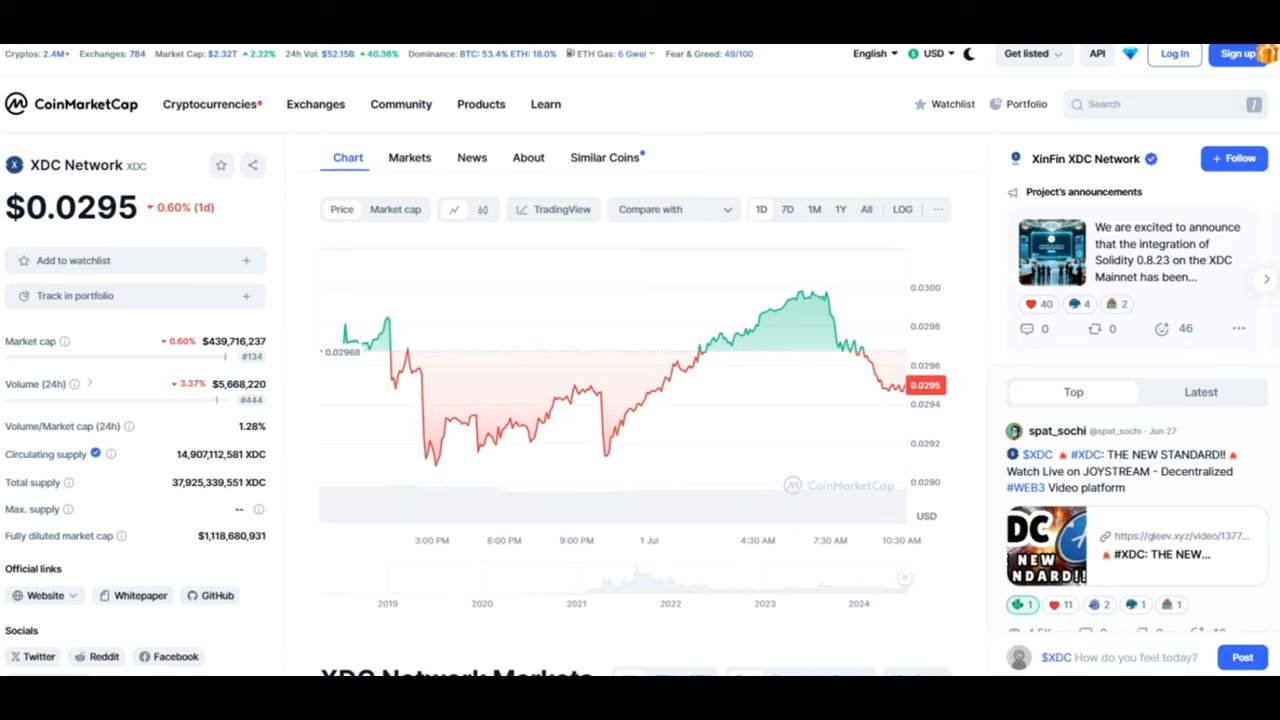 Cryptos: 2.4M+ Exchanges: 784 Market Cap: $2.32T 2.22% 24h Vol: $52.15B 40.36% Dominance: BTC: 53.4% ETH: 18.0% ETH Gas: 6 Gwei Fear & Greed: 49/100 English USD Get listed API Log In Sign up
CoinMarketCap Cryptocurrencies Exchanges Community Products Learn Watchlist Portfolio Search /
XDC Network XDC
$0.0295 0.60% (1d)
Add to watchlist +
Track in portfolio +
Market cap 0.60% $439,716,237
#134
Volume (24h) 3.37% $5,668,220
#444
Volume/Market cap (24h) 1.28%
Circulating supply 14,907,112,581 XDC
Total supply 37,925,339,551 XDC
Max. supply --
Fully diluted market cap $1,118,680,931
Official links
Website Whitepaper GitHub
Socials
Twitter Reddit Facebook
Chart Markets News About Similar Coins
Price Market cap TradingView Compare with 1D 7D 1M 1Y All LOG ...
0.0300
0.0298
0.02968
0.0296
0.0295
0.0294
0.0292
0.0290
CoinMarketCap
USD
3:00 PM 6:00 PM 9:00 PM 1 Jul 4:30 AM 7:30 AM 10:30 AM
2019 2020 2021 2022 2023 2024
XDC Network Markets
XinFin XDC Network + Follow
Project's announcements
We are excited to announce
that the integration of
Solidity 0.8.23 on the XDC
Mainnet has been...
40 4 2
0 0 46
Top Latest
spat_sochi @spat_sochi · Jun 27
$XDC #XDC: THE NEW STANDARD!!
Watch Live on JOYSTREAM - Decentralized
#WEB3 Video platform
DC
NEW
NDARD!!
https://gleev.xyz/video/1377...
#XDC: THE NEW...
1 11 2 1 1
$XDC How do you feel today? Post